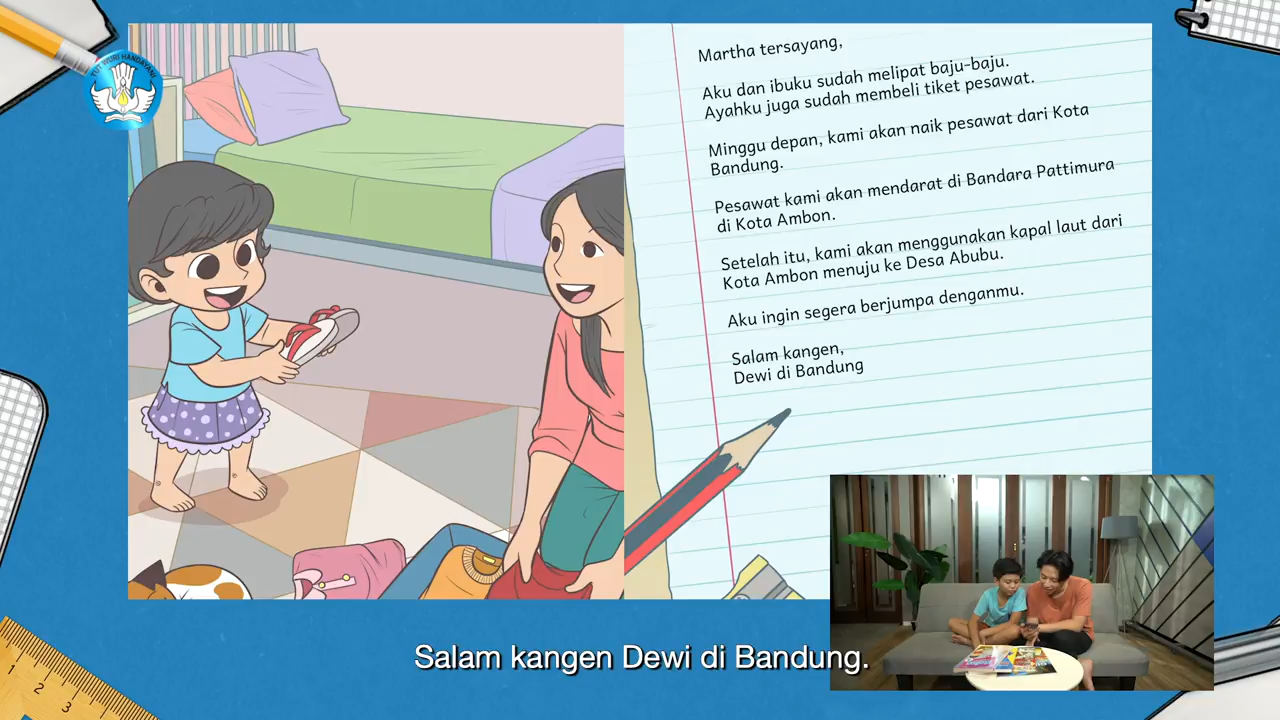 TUT WURI HANDAYANI
Martha tersayang,
Aku dan ibuku sudah melipat baju-baju.
Ayahku juga sudah membeli tiket pesawat.
Minggu depan, kami akan naik pesawat dari Kota
Bandung.
Pesawat kami akan mendarat di Bandara Pattimura
di Kota Ambon.
Setelah itu, kami akan menggunakan kapal laut dari
Kota Ambon menuju ke Desa Abubu.
Aku ingin segera berjumpa denganmu.
Salam kangen,
Dewi di Bandung
1
2
3
Salam kangen Dewi di Bandung.